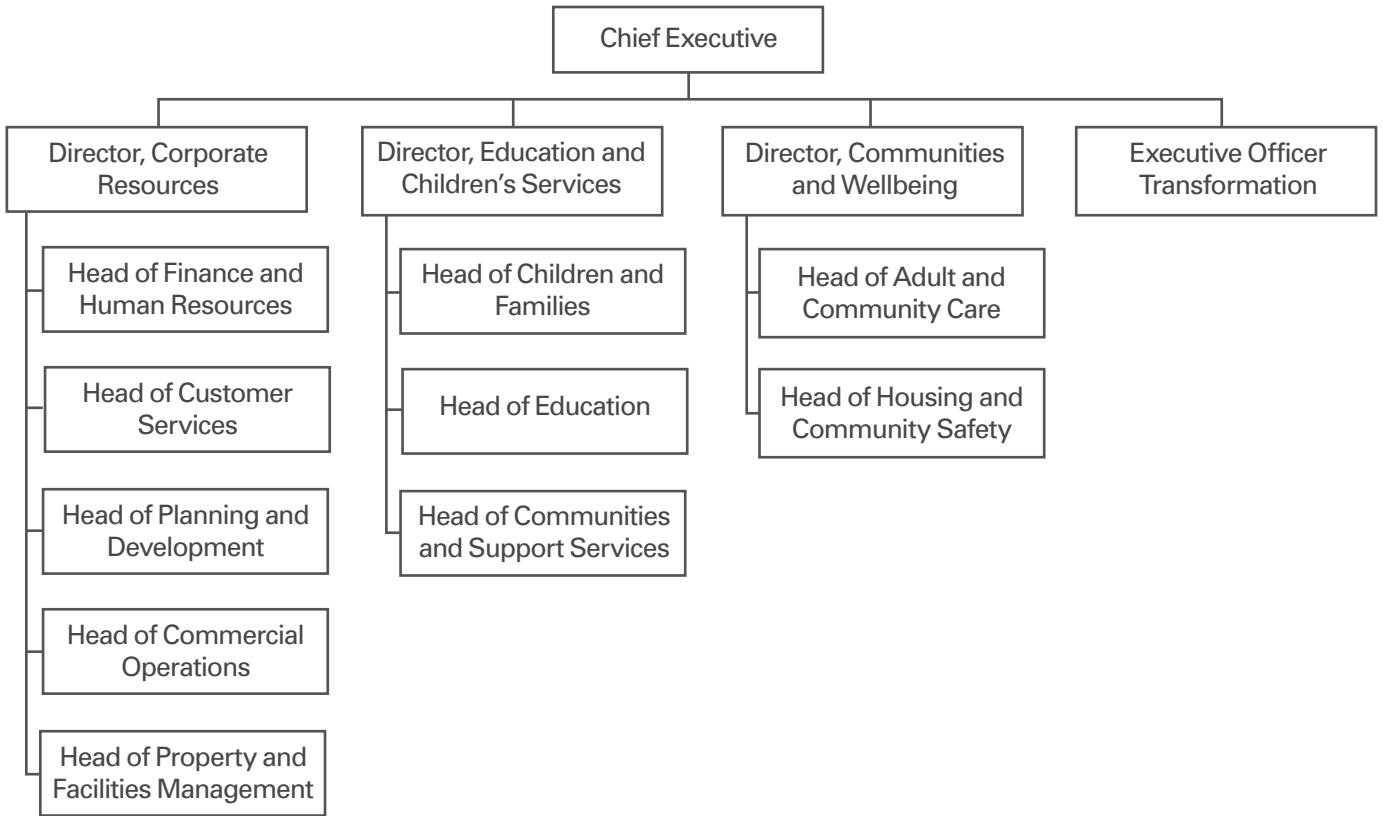 Chief Executive
Director, Corporate
Resources
Director, Education and
Children’s Services
Director, Communities
and Wellbeing
Executive Officer
Transformation
Head of Finance and
Human Resources
Head of Customer
Services
Head of Planning and
Development
Head of Commercial
Operations
Head of Property and
Facilities Management
Head of Children and
Families
Head of Education
Head of Communities
and Support Services
Head of Adult and
Community Care
Head of Housing and
Community Safety